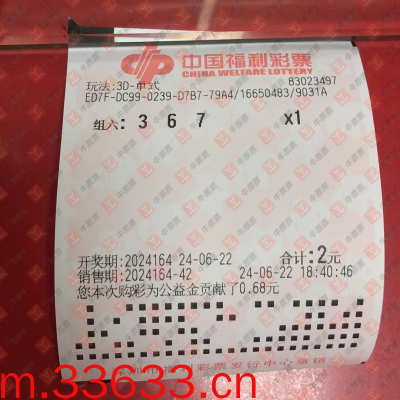 中国福利彩票
CHINA WELFARE LOTTERY
玩法:3D-单式
83023497
ED7F-DC99-0239-D7B7-79A4/16650483/9031A
组六: 3 6 7 x1
开奖期:2024164 24-06-22 合计:2元
销售期:2024164-42 24-06-22 18:40:46
您本次购彩为公益金贡献了0.68元
m.33633.cn